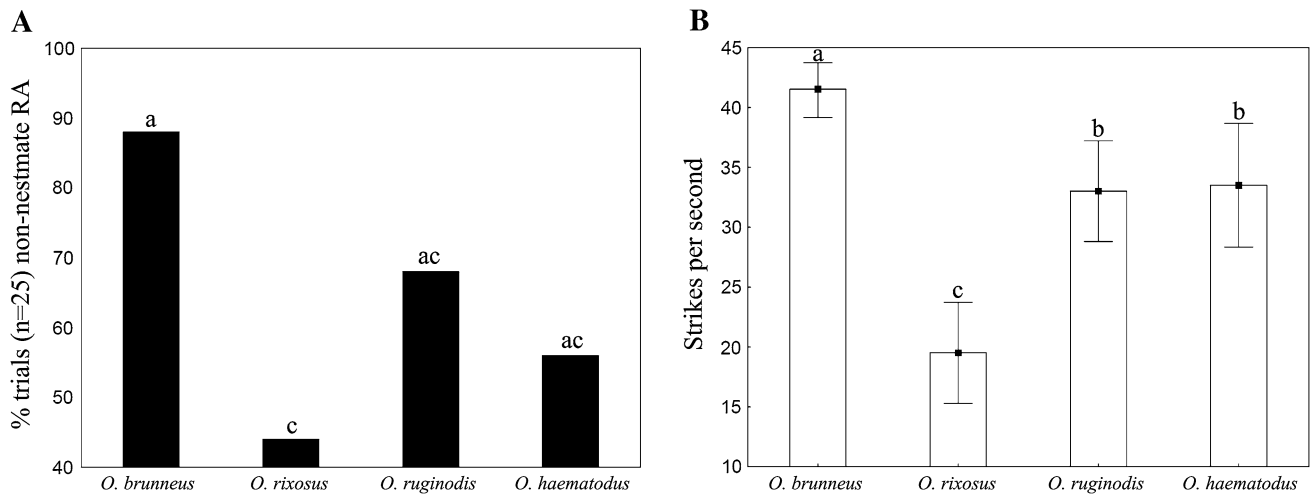 A
% trials (n=25) non-nestmate RA
100
90
80
70
60
50
40
a
c
ac
ac
O. brunneus
O. rixosus
O. ruginodis
O. haematodus
B
Strikes per second
45
40
35
30
25
20
15
10
a
c
b
b
O. brunneus
O. rixosus
O. ruginodis
O. haematodus